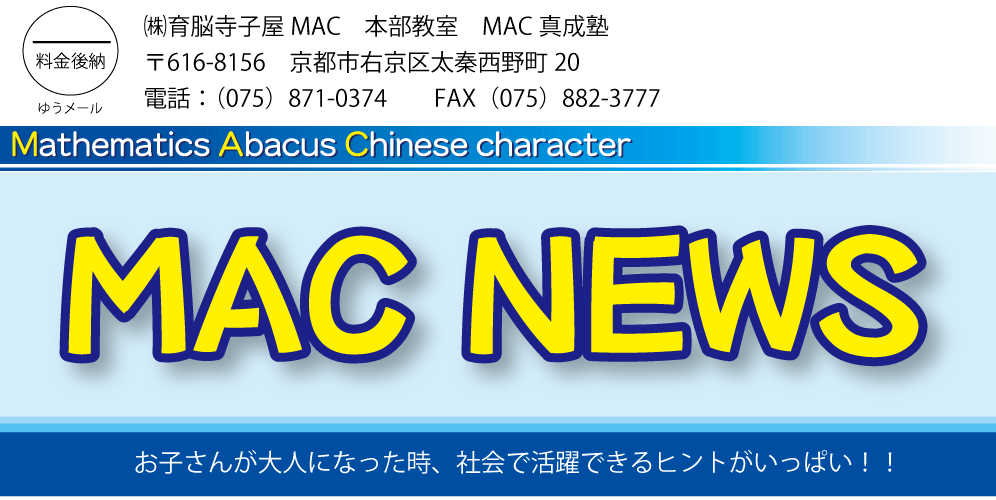 ㈱育脳寺子屋 MAC　本部教室　MAC 真成塾
料金後納
〒616-8156　京都市右京区太秦西野町 20
ゆうメール
電話：（075）871-0374　　FAX（075）882-3777
Mathematics Abacus Chinese character
MAC NEWS
お子さんが大人になった時、社会で活躍できるヒントがいっぱい！！